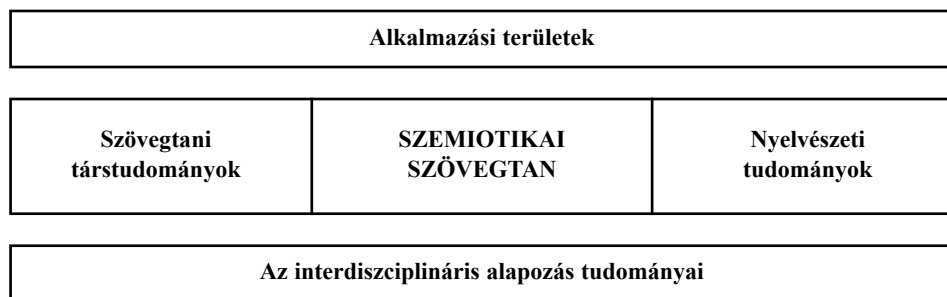 Alkalmazási területek
Szövegtani
társtudományok
SZEMIOTIKAI
SZÖVEGTAN
Nyelvészeti
tudományok
Az interdiszciplináris alapozás tudományai